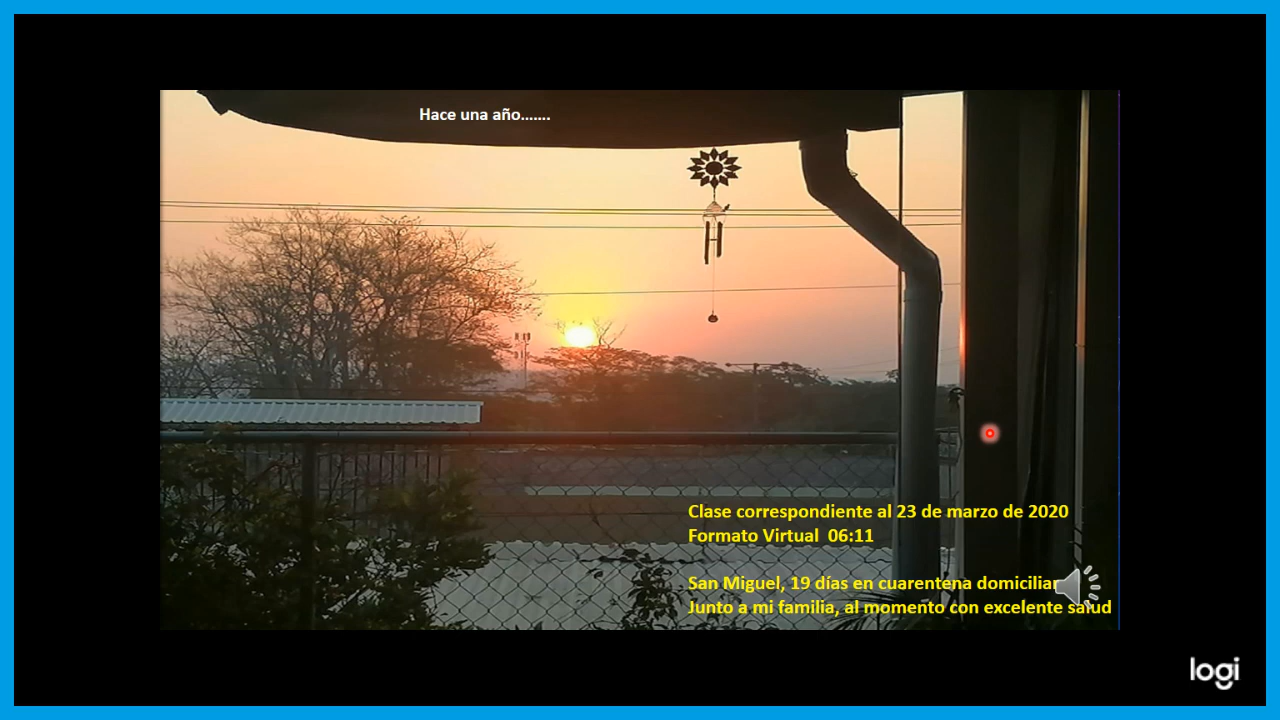 Hace una año.......
Clase correspondiente al 23 de marzo de 2020
Formato Virtual 06:11
San Miguel, 19 días en cuarentena domiciliar
Junto a mi familia, al momento con excelente salud
logi